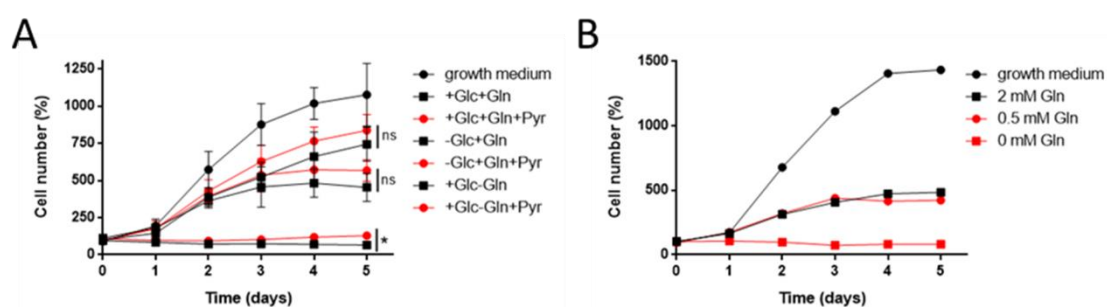 A
Cell number (%)
1250
1000
750
500
250
0
0 1 2 3 4 5
Time (days)
ns
ns
*
growth medium
+Glc+Gln
+Glc+Gln+Pyr
-Glc+Gln
-Glc+Gln+Pyr
+Glc-Gln
+Glc-Gln+Pyr
B
Cell number (%)
1500
1000
500
0
0 1 2 3 4 5
Time (days)
growth medium
2 mM Gln
0.5 mM Gln
0 mM Gln